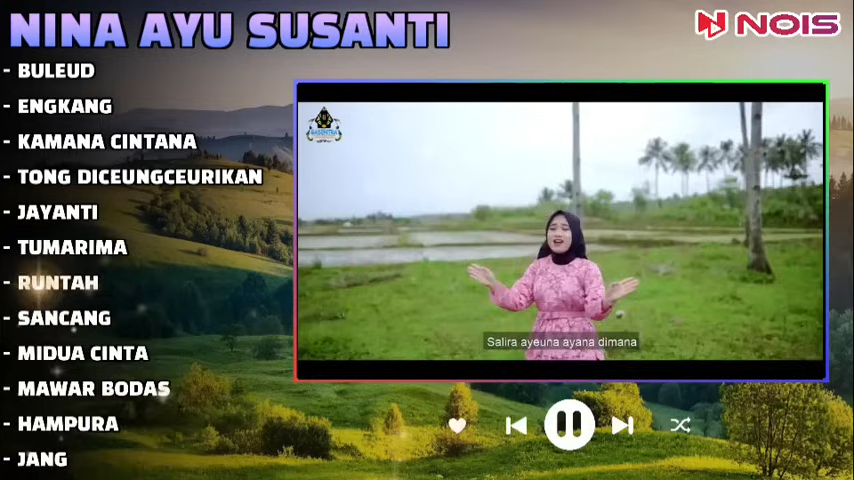 NINA AYU SUSANTI
NOIS
- BULEUD
- ENGKANG
- KAMANA CINTANA
- TONG DICEUNGCEURIKAN
- JAYANTI
- TUMARIMA
- RUNTAH
- SANCANG
- MIDUA CINTA
- MAWAR BODAS
- HAMPURA
- JANG
Salira ayeuna ayana dimana